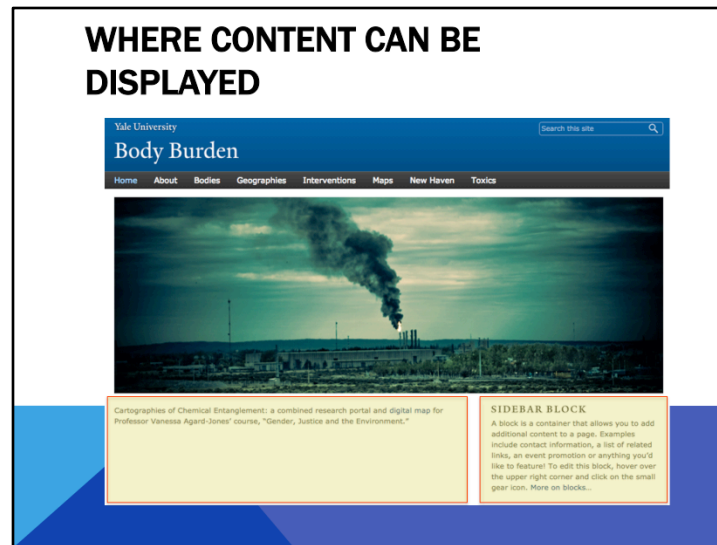 WHERE CONTENT CAN BE
DISPLAYED
Yale University
Search this site
Body Burden
Home About Bodies Geographies Interventions Maps New Haven Toxics
Cartographies of Chemical Entanglement: a combined research portal and digital map for
Professor Vanessa Agard-Jones' course, "Gender, Justice and the Environment."
SIDEBAR BLOCK
A block is a container that allows you to add
additional content to a page. Examples
include contact information, a list of related
links, an event promotion or anything you'd
like to feature! To edit this block, hover over
the upper right corner and click on the small
gear icon. More on blocks...